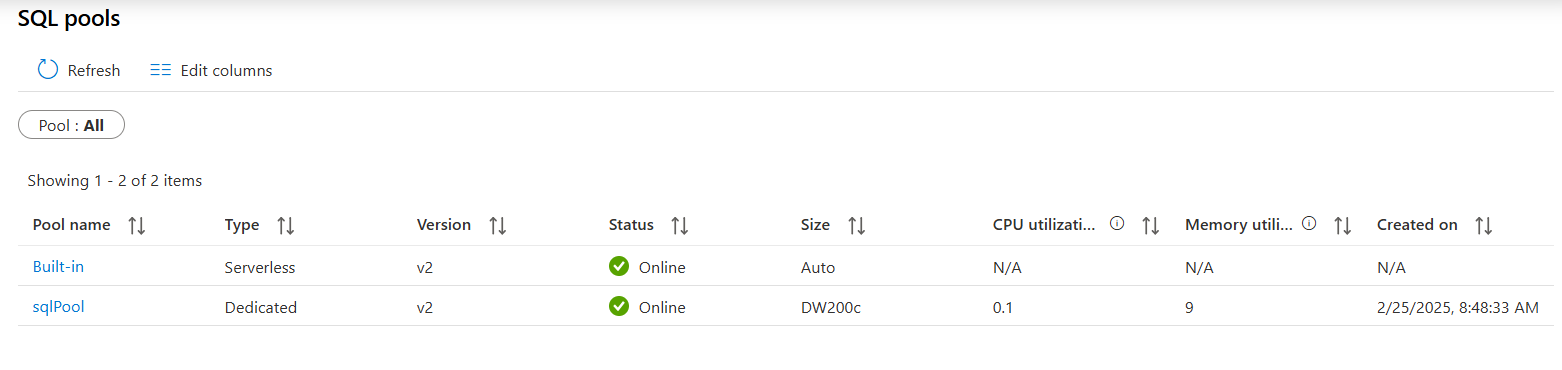 SQL pools
Refresh Edit columns
Pool : All
Showing 1 - 2 of 2 items
Pool name Type Version Status Size CPU utilizati... Memory utili... Created on
Built-in Serverless v2 Online Auto N/A N/A N/A
sqlPool Dedicated v2 Online DW200c 0.1 9 2/25/2025, 8:48:33 AM